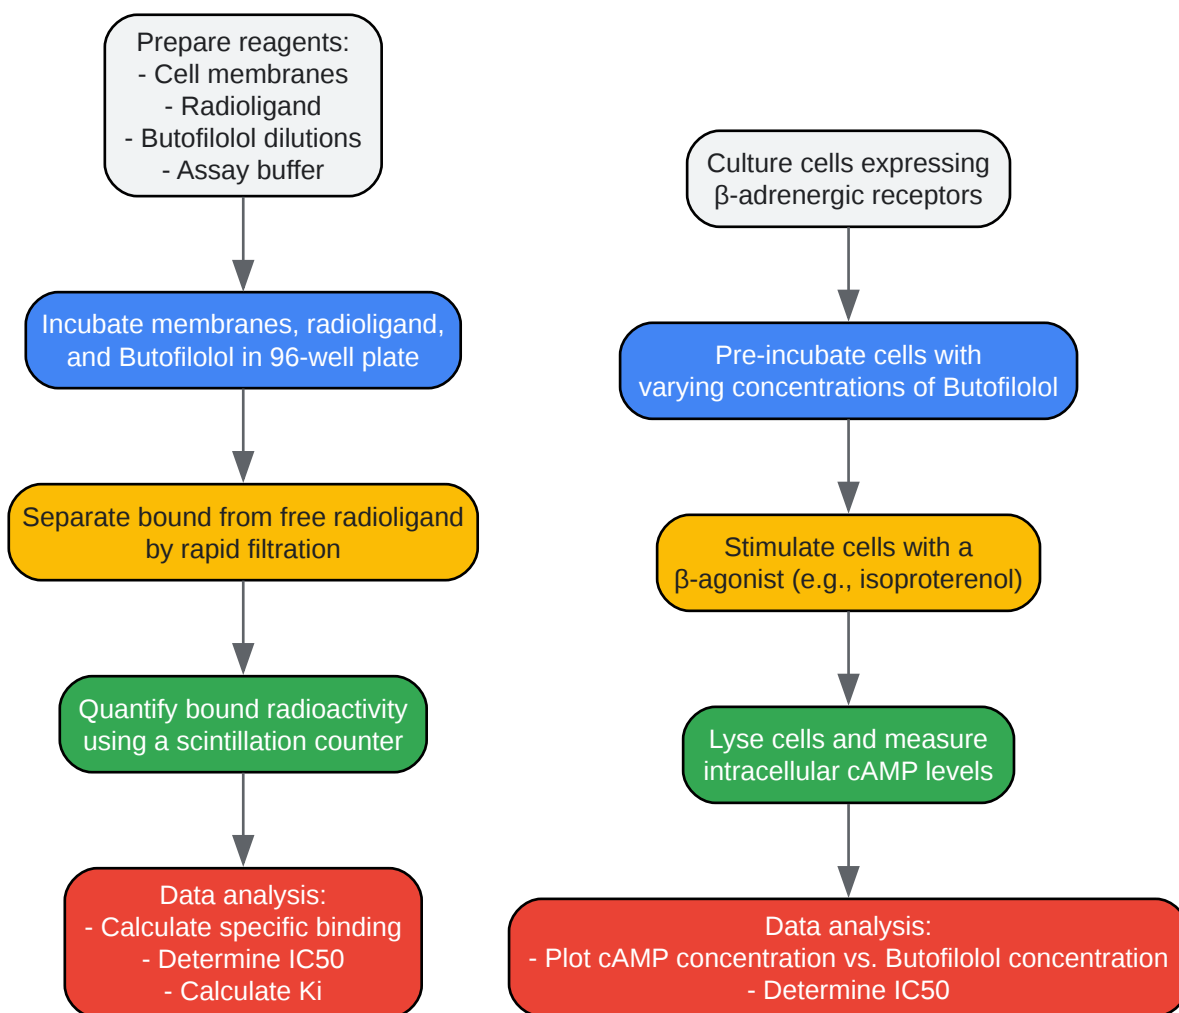 Prepare reagents:
- Cell membranes
- Radioligand
- Butofilolol dilutions
- Assay buffer
Incubate membranes, radioligand,
and Butofilolol in 96-well plate
Separate bound from free radioligand
by rapid filtration
Quantify bound radioactivity
using a scintillation counter
Data analysis:
- Calculate specific binding
- Determine IC50
- Calculate Ki
Culture cells expressing
β-adrenergic receptors
Pre-incubate cells with
varying concentrations of Butofilolol
Stimulate cells with a
β-agonist (e.g., isoproterenol)
Lyse cells and measure
intracellular cAMP levels
Data analysis:
- Plot cAMP concentration vs. Butofilolol concentration
- Determine IC50